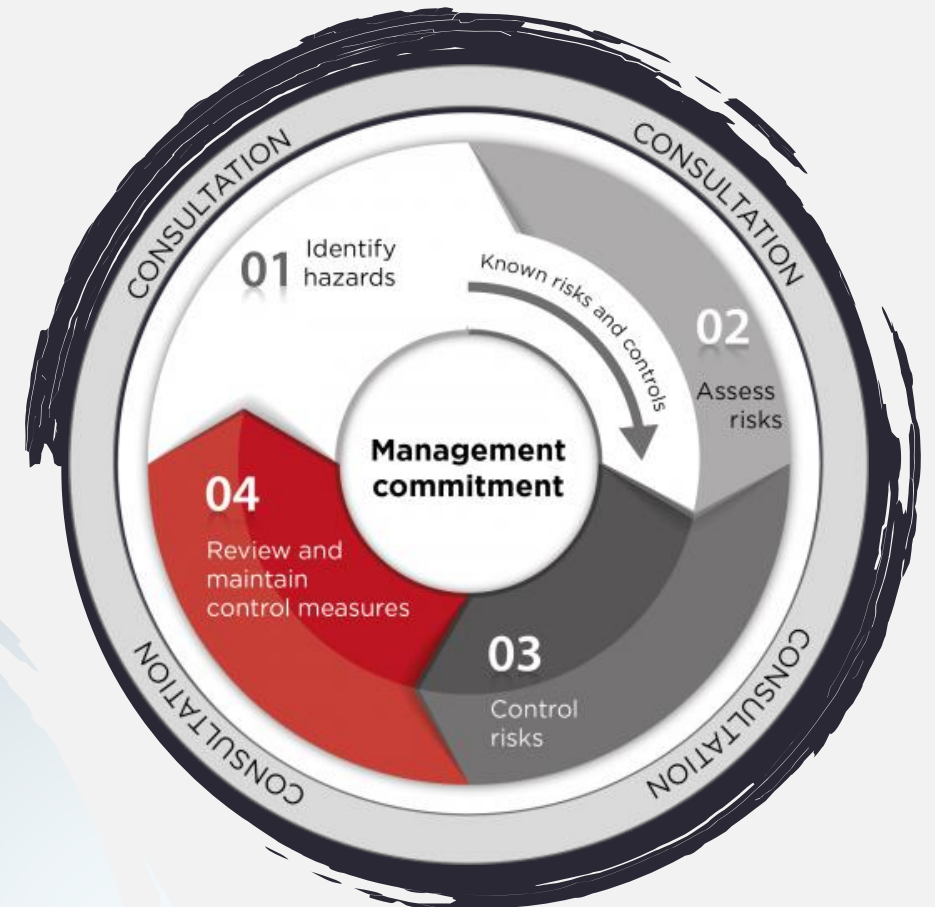 CONSULTATION
CONSULTATION
01
Identify
hazards
Known risks and controls
02
Assess
risks
Management
commitment
04
Review and
maintain
control measures
03
Control
risks
CONSULTATION
CONSULTATION